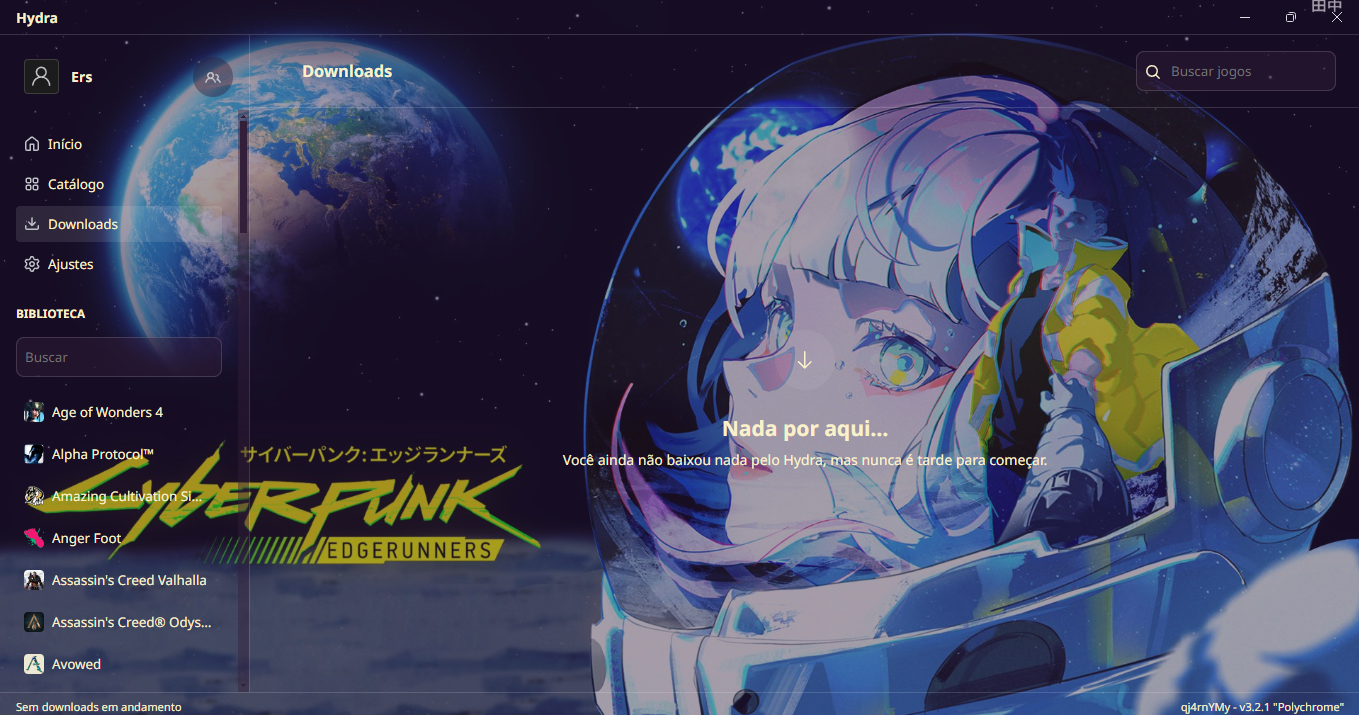 Hydra
田中
Ers
Downloads
Buscar jogos
Início
Catálogo
Downloads
Ajustes
BIBLIOTECA
Buscar
Age of Wonders 4
Alpha Protocol™
Amazing Cultivation Si...
Anger Foot
Assassin's Creed Valhalla
Assassin's Creed® Odys...
Avowed
サイバーパンク: エッジランナーズ
Cyberpunk
EDGERUNNERS
Nada por aqui...
Você ainda não baixou nada pelo Hydra, mas nunca é tarde para começar.
Sem downloads em andamento
qj4rnYMy - v3.2.1 "Polychrome"